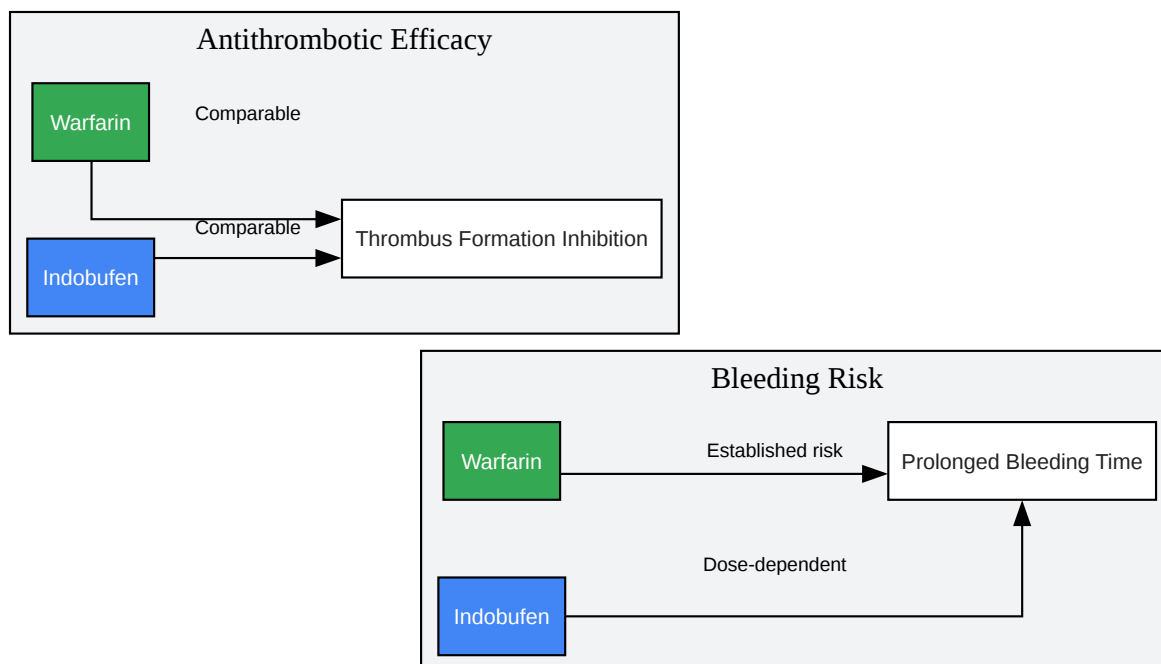 Antithrombotic Efficacy
Warfarin
Comparable
Comparable
Thrombus Formation Inhibition
Indobufen
Bleeding Risk
Warfarin
Established risk
Prolonged Bleeding Time
Dose-dependent
Indobufen